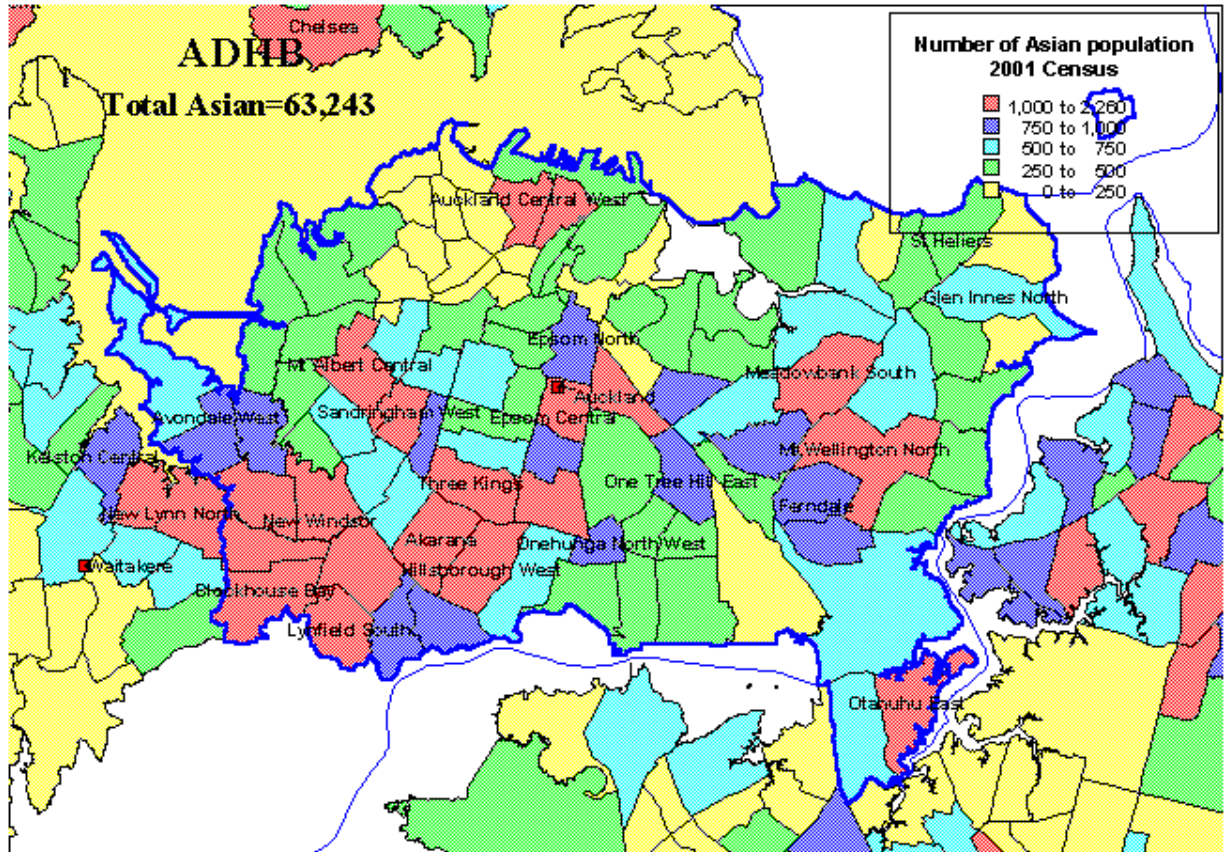 Chelsea
ADHB
Total Asian=63,243
Number of Asian population
2001 Census
1,000 to 2,260
750 to 1,000
500 to 750
250 to 500
0 to 250
Auckland Central West
St Heliers
Glen Innes North
Epsom North
Mt Albert Central
Meadowbank South
Auckland
Sandringham West
Epsom Central
Avondale West
Kelston Central
Mt Wellington North
Three Kings
One Tree Hill East
Ferndale
New Lynn North
New Windsor
Akarana
Onehunga North/West
Waitakere
Hillsborough West
Blockhouse Bay
Lynfield South
Otahuhu East